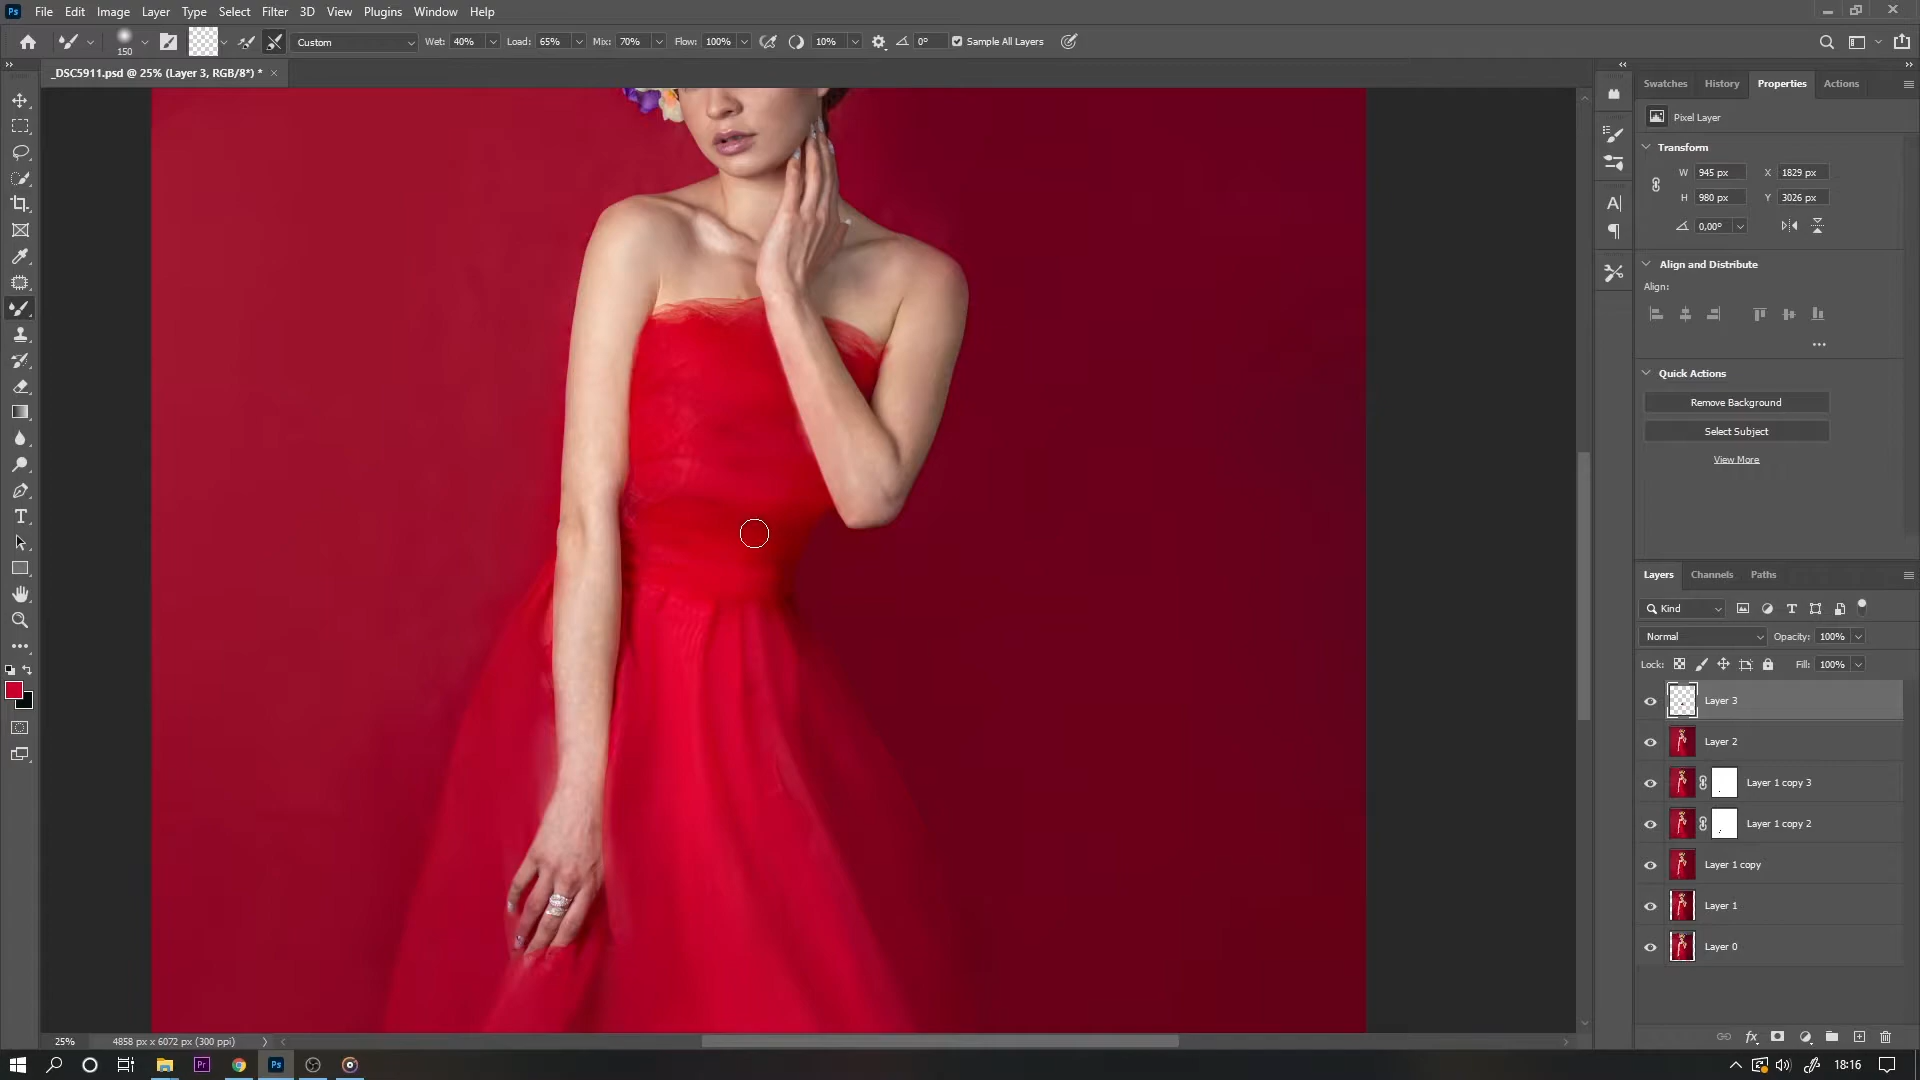 Ps File Edit Image Layer Type Select Filter 3D View Plugins Window Help
150 Custom Wet: 40% Load: 65% Mix: 70% Flow: 100% 10% 0° Sample All Layers
_DSC5911.psd @ 25% (Layer 3, RGB/8*) *
Swatches History Properties Actions
Pixel Layer
Transform
W 945 px X 1829 px
H 980 px Y 3026 px
0,00°
Align and Distribute
Align:
Quick Actions
Remove Background
Select Subject
View More
Layers Channels Paths
Kind
Normal Opacity: 100%
Lock: Fill: 100%
Layer 3
Layer 2
Layer 1 copy 3
Layer 1 copy 2
Layer 1 copy
Layer 1
Layer 0
25% 4858 px x 6072 px (300 ppi)
Pr Ps 18:16